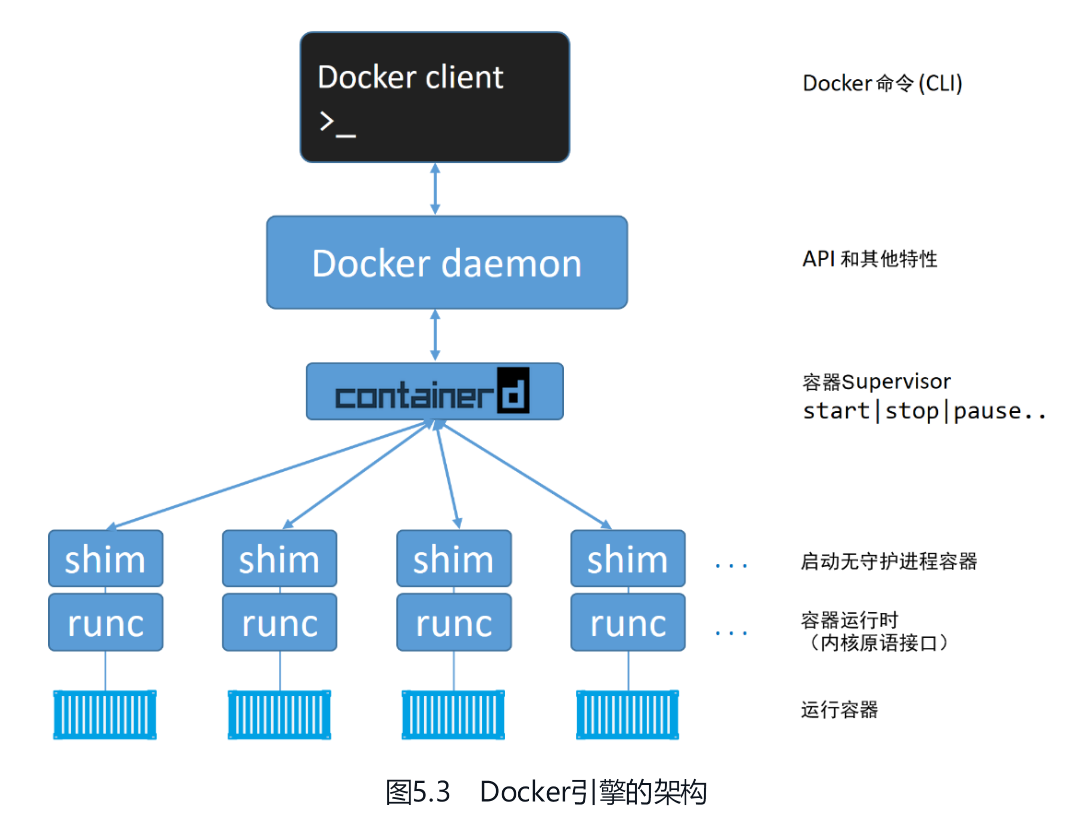 Docker client
>_
Docker 命令 (CLI)
Docker daemon
API 和其他特性
containerd
容器Supervisor
start|stop|pause..
shim shim shim shim ...
启动无守护进程容器
runc runc runc runc ...
容器运行时
（内核原语接口）
运行容器
图5.3 Docker引擎的架构